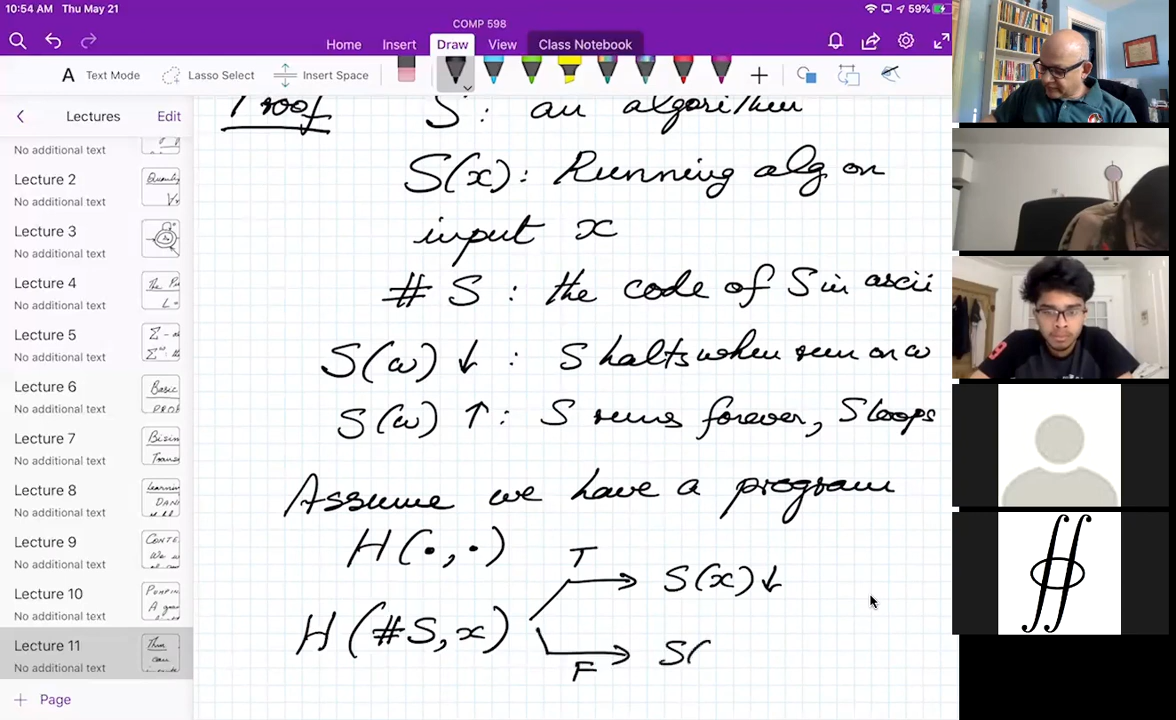 10:54 AM Thu May 21
59%
COMP 598
Home Insert Draw View Class Notebook
A Text Mode Lasso Select Insert Space
Lectures Edit
No additional text
Lecture 2
No additional text
Lecture 3
No additional text
Lecture 4
No additional text
Lecture 5
No additional text
Lecture 6
No additional text
Lecture 7
No additional text
Lecture 8
No additional text
Lecture 9
No additional text
Lecture 10
No additional text
Lecture 11
No additional text
+ Page
Proof S : an algorithm
S(x) : Running alg on
input x
# S : the code of S in ascii
S(ω) ↓ : S halts when run on ω
S(ω) ↑ : S runs forever, S loops
Assume we have a program
H(•,•)
T
S(x)↓
H(#S,x)
S(
F